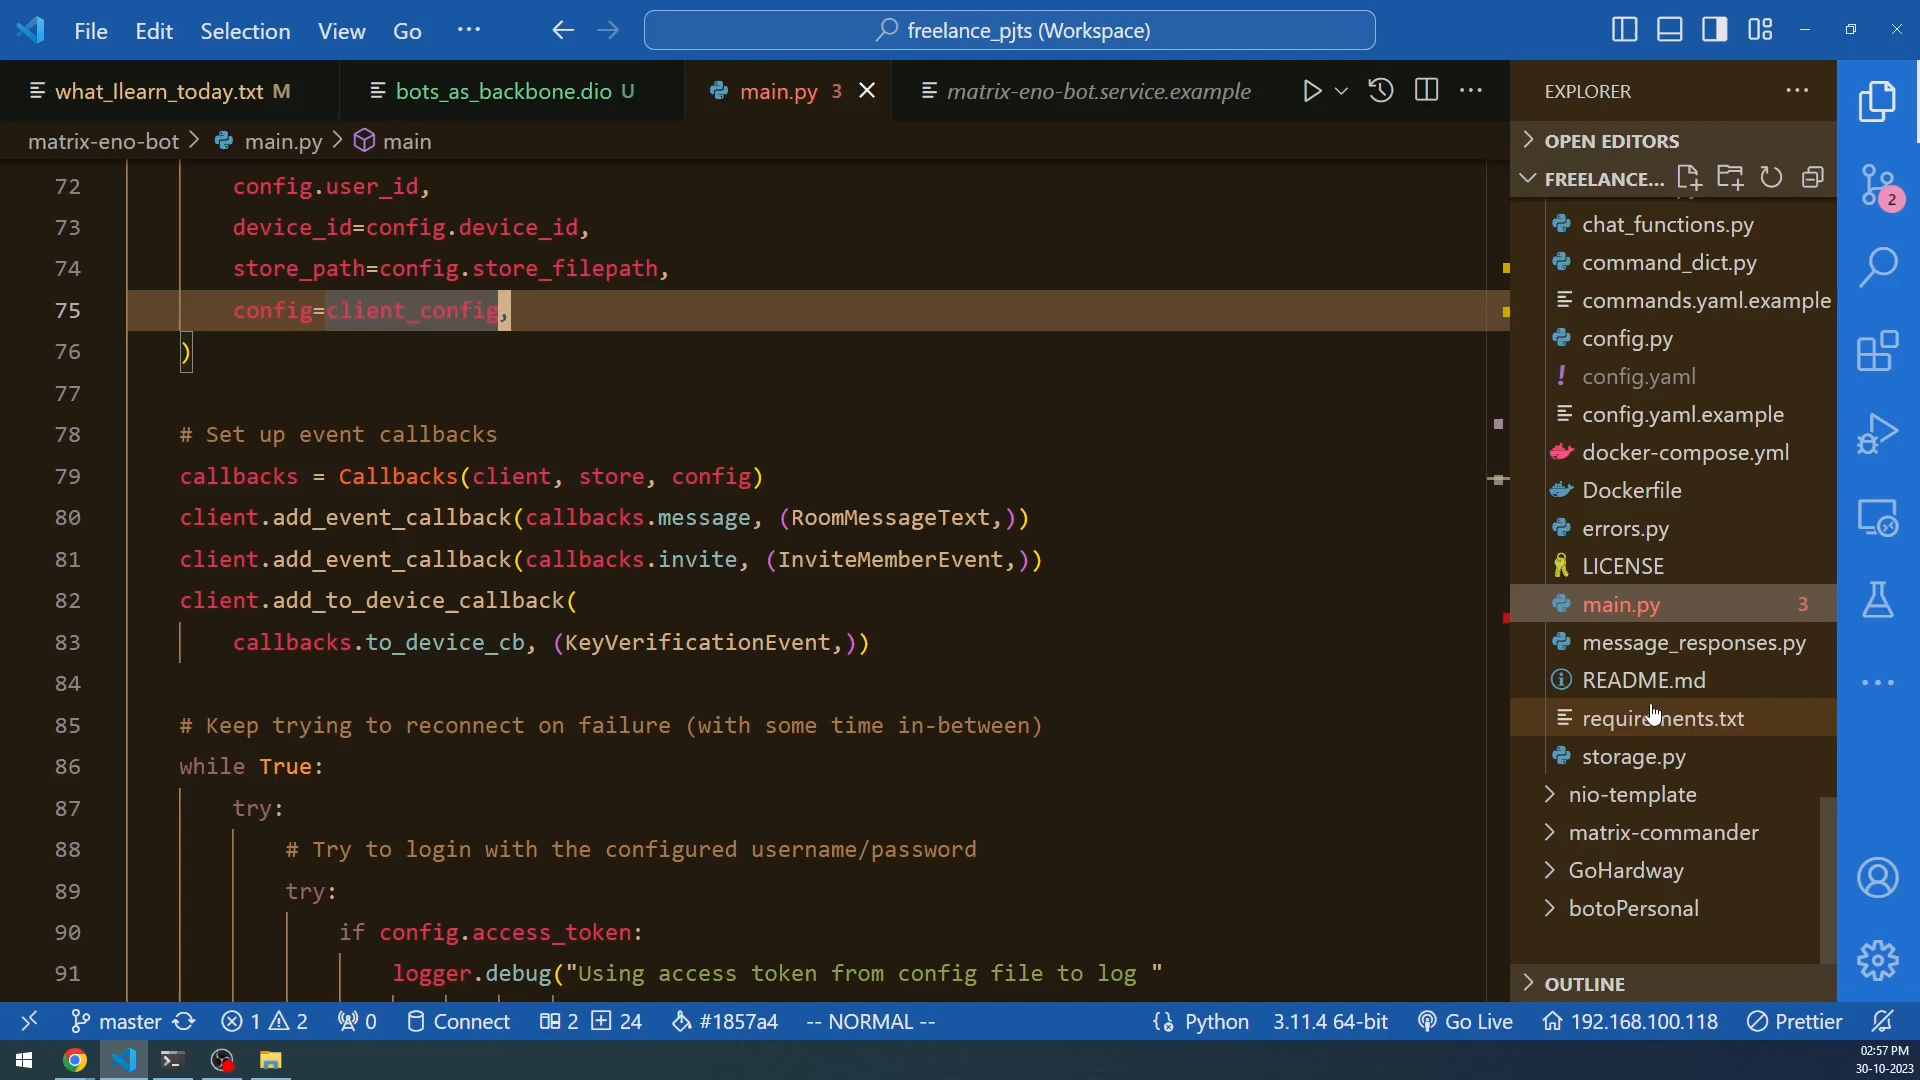 File Edit Selection View Go ···
freelance_pjts (Workspace)
what_Ilearn_today.txt M
bots_as_backbone.dio U
main.py 3
matrix-eno-bot.service.example
matrix-eno-bot > main.py > main
72 config.user_id,
73 device_id=config.device_id,
74 store_path=config.store_filepath,
75 config=client_config,
76 )
77
78 # Set up event callbacks
79 callbacks = Callbacks(client, store, config)
80 client.add_event_callback(callbacks.message, (RoomMessageText,))
81 client.add_event_callback(callbacks.invite, (InviteMemberEvent,))
82 client.add_to_device_callback(
83 callbacks.to_device_cb, (KeyVerificationEvent,))
84
85 # Keep trying to reconnect on failure (with some time in-between)
86 while True:
87 try:
88 # Try to login with the configured username/password
89 try:
90 if config.access_token:
91 logger.debug("Using access token from config file to log "
EXPLORER
OPEN EDITORS
FREELANCE...
chat_functions.py
command_dict.py
commands.yaml.example
config.py
config.yaml
config.yaml.example
docker-compose.yml
Dockerfile
errors.py
LICENSE
main.py 3
message_responses.py
README.md
requirements.txt
storage.py
nio-template
matrix-commander
GoHardway
botoPersonal
OUTLINE
2
master 1 2 0 Connect 2 24 #1857a4 -- NORMAL -- Python 3.11.4 64-bit Go Live 192.168.100.118 Prettier
02:57 PM
30-10-2023